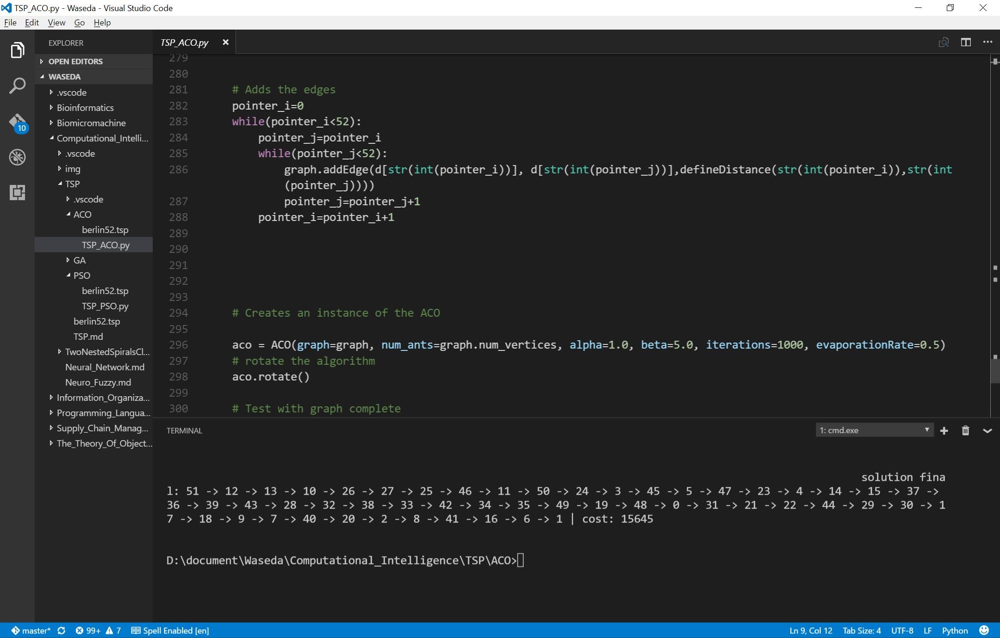 TSP_ACO.py - Waseda - Visual Studio Code
File Edit View Go Help
EXPLORER
OPEN EDITORS
WASEDA
.vscode
Bioinformatics
Biomicromachine
10
Computational_Intelli...
.vscode
img
TSP
.vscode
ACO
berlin52.tsp
TSP_ACO.py
GA
PSO
berlin52.tsp
TSP_PSO.py
berlin52.tsp
TSP.md
TwoNestedSpiralsCl...
Neural_Network.md
Neuro_Fuzzy.md
Information_Organiza...
Programming_Langua...
Supply_Chain_Manag...
The_Theory_Of_Object...
TSP_ACO.py
279
280
281 # Adds the edges
282 pointer_i=0
283 while(pointer_i<52):
284 pointer_j=pointer_i
285 while(pointer_j<52):
286 graph.addEdge(d[str(int(pointer_i))], d[str(int(pointer_j))],defineDistance(str(int(pointer_i)),str(int
(pointer_j))))
287 pointer_j=pointer_j+1
288 pointer_i=pointer_i+1
289
290
291
292
293
294 # Creates an instance of the ACO
295
296 aco = ACO(graph=graph, num_ants=graph.num_vertices, alpha=1.0, beta=5.0, iterations=1000, evaporationRate=0.5)
297 # rotate the algorithm
298 aco.rotate()
299
300 # Test with graph complete
TERMINAL
1: cmd.exe
solution fina
l: 51 -> 12 -> 13 -> 10 -> 26 -> 27 -> 25 -> 46 -> 11 -> 50 -> 24 -> 3 -> 45 -> 5 -> 47 -> 23 -> 4 -> 14 -> 15 -> 37 ->
36 -> 39 -> 43 -> 28 -> 32 -> 38 -> 33 -> 42 -> 34 -> 35 -> 49 -> 19 -> 48 -> 0 -> 31 -> 21 -> 22 -> 44 -> 29 -> 30 -> 1
7 -> 18 -> 9 -> 7 -> 40 -> 20 -> 2 -> 8 -> 41 -> 16 -> 6 -> 1 | cost: 15645
D:\document\Waseda\Computational_Intelligence\TSP\ACO>
master* 99+ 7 Spell Enabled [en] Ln 9, Col 12 Tab Size: 4 UTF-8 LF Python